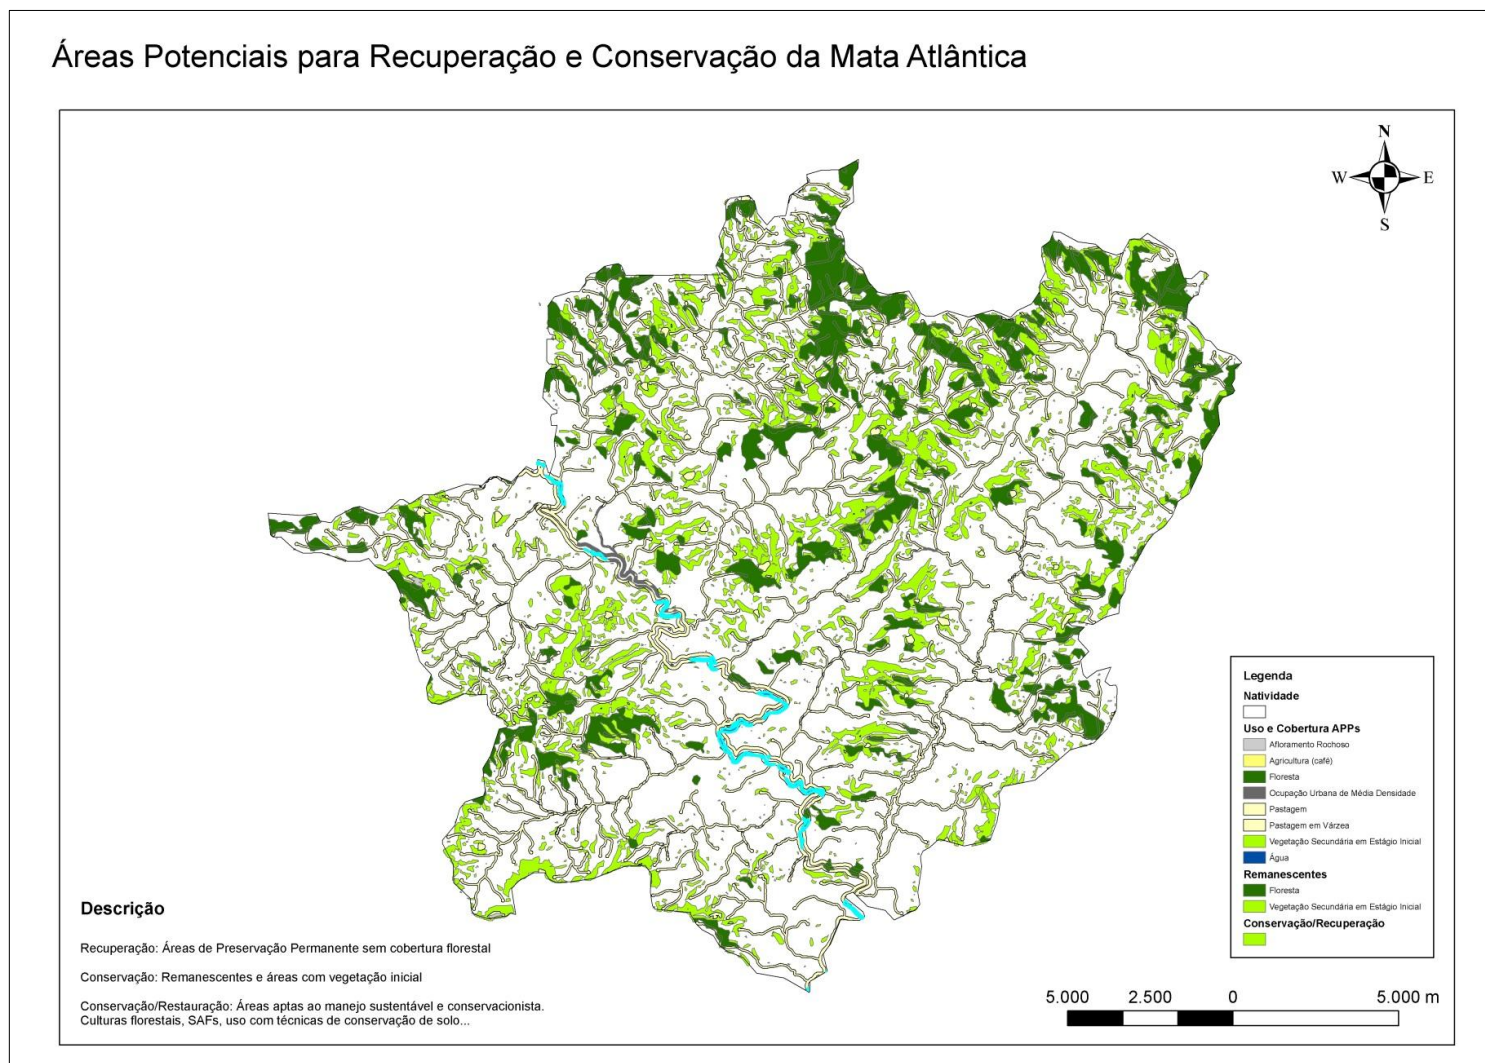 Áreas Potenciais para Recuperação e Conservação da Mata Atlântica
N
W
E
S
Legenda
Natividade
Uso e Cobertura APPs
Afloramento Rochoso
Agricultura (café)
Floresta
Ocupação Urbana de Média Densidade
Pastagem
Pastagem em Várzea
Vegetação Secundária em Estágio Inicial
Água
Remanescentes
Floresta
Vegetação Secundária em Estágio Inicial
Conservação/Recuperação
Descrição
Recuperação: Áreas de Preservação Permanente sem cobertura florestal
Conservação: Remanescentes e áreas com vegetação inicial
Conservação/Restauração: Áreas aptas ao manejo sustentável e conservacionista.
Culturas florestais, SAFs, uso com técnicas de conservação de solo...
5.000 2.500 0 5.000 m